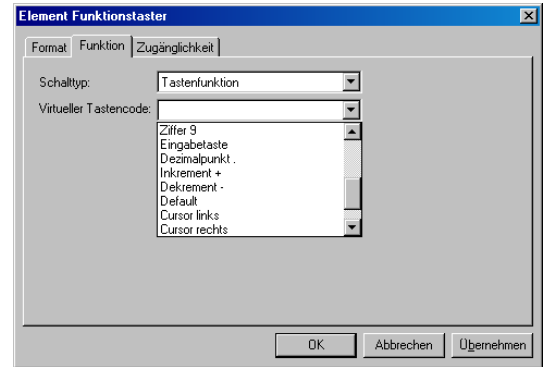 Element Funktionstaster
Format Funktion Zugänglichkeit
Schalttyp: Tastenfunktion
Virtueller Tastencode:
Ziffer 9
Eingabetaste
Dezimalpunkt .
Inkrement +
Dekrement -
Default
Cursor links
Cursor rechts
OK Abbrechen Übernehmen